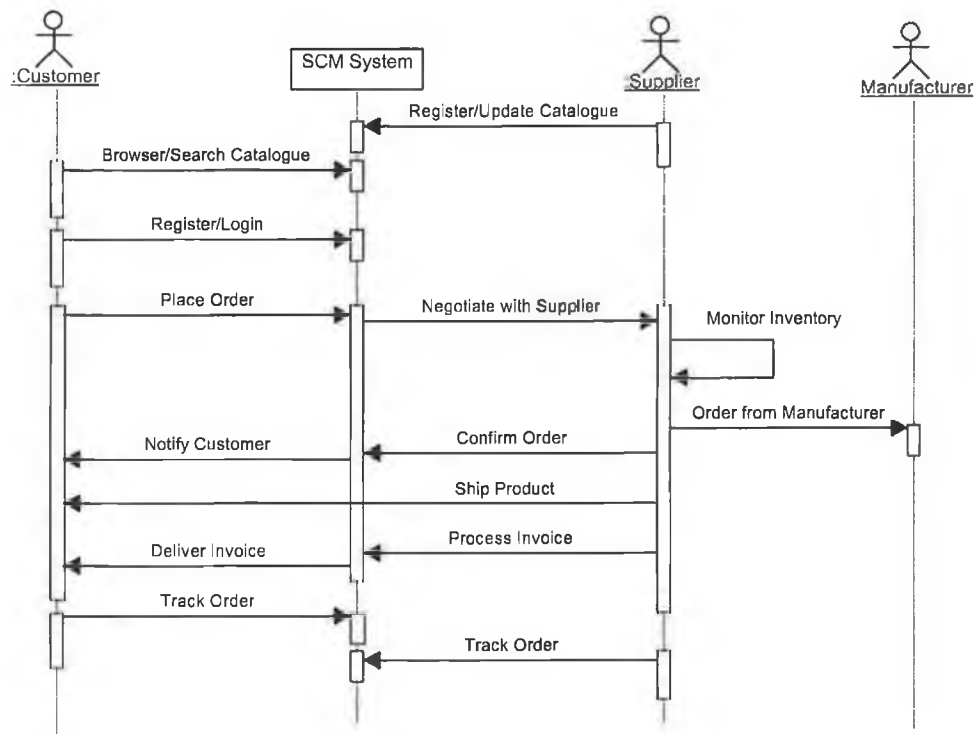 :Customer
SCM System
:Supplier
Manufacturer
Register/Update Catalogue
Browser/Search Catalogue
Register/Login
Place Order
Negotiate with Supplier
Monitor Inventory
Order from Manufacturer
Confirm Order
Notify Customer
Ship Product
Process Invoice
Deliver Invoice
Track Order
Track Order